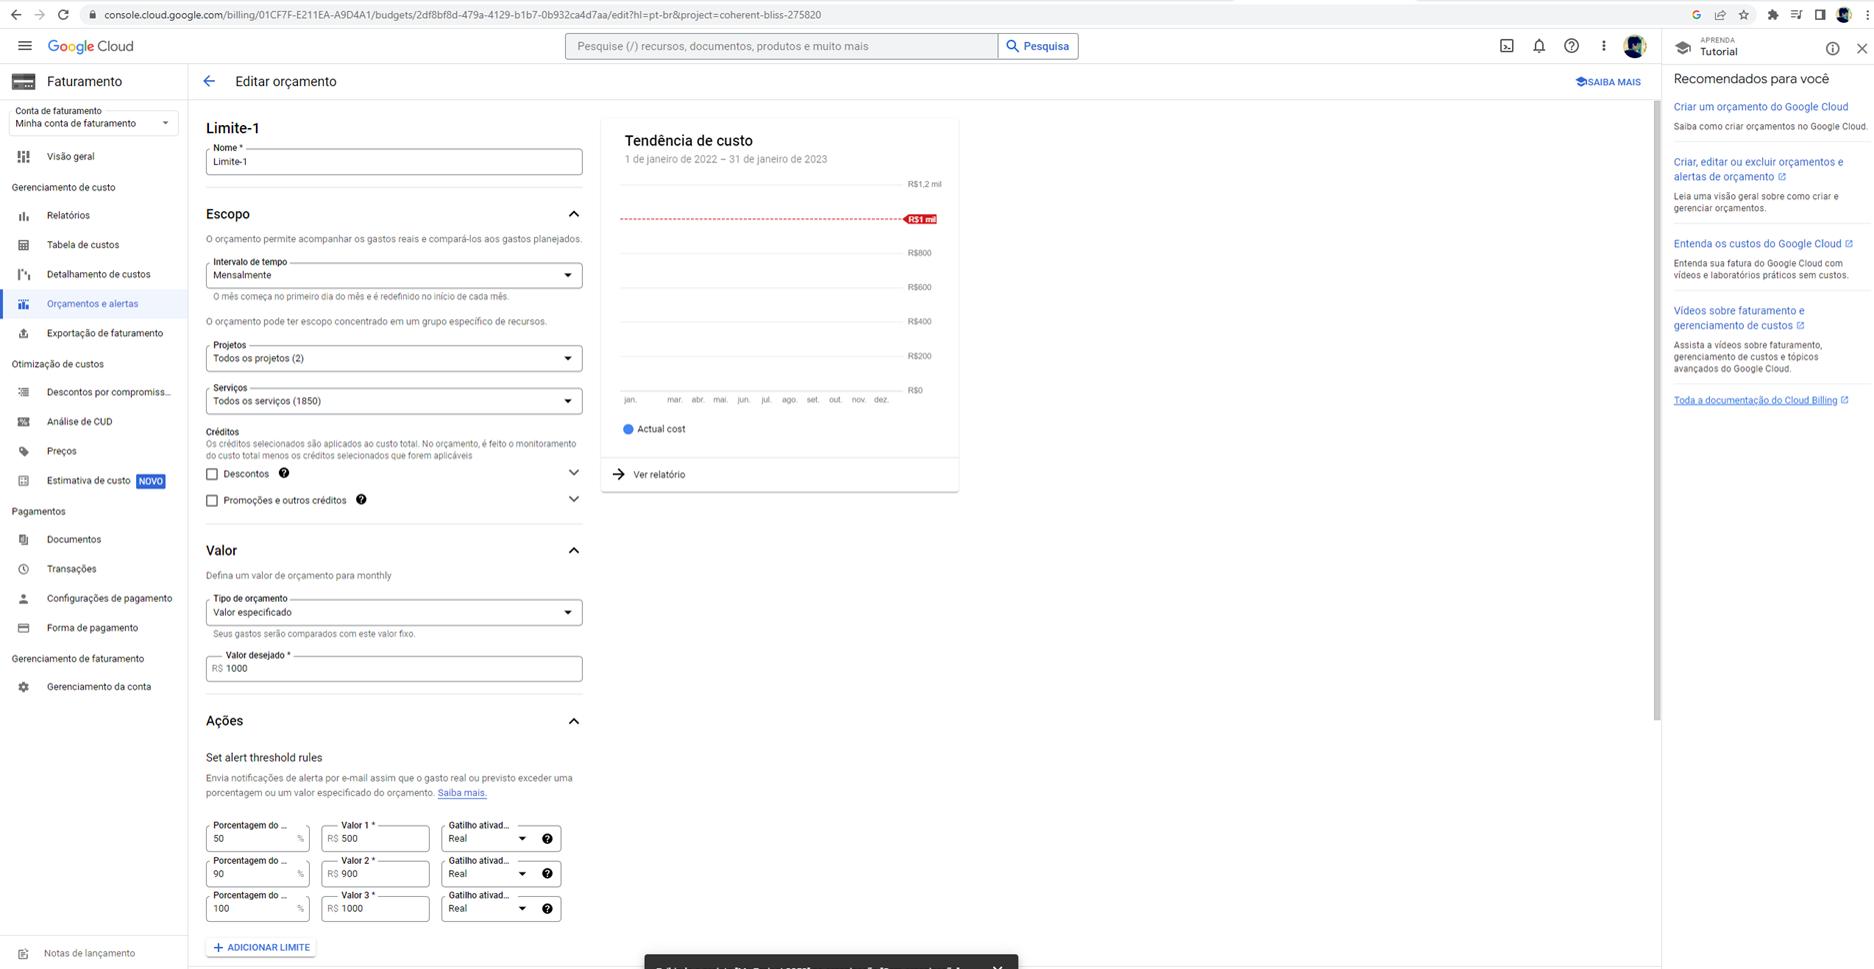 console.cloud.google.com/billing/01CF7F-E211EA-A9D4A1/budgets/2df8bf8d-479a-4129-b1b7-0b932ca4d7aa/edit?hl=pt-br&project=coherent-bliss-275820
Google Cloud
Pesquise (/) recursos, documentos, produtos e muito mais
Pesquisa
APRENDA
Tutorial
Faturamento
Editar orçamento
SAIBA MAIS
Conta de faturamento
Minha conta de faturamento
Visão geral
Gerenciamento de custo
Relatórios
Tabela de custos
Detalhamento de custos
Orçamentos e alertas
Exportação de faturamento
Otimização de custos
Descontos por compromiss...
Análise de CUD
Preços
Estimativa de custo NOVO
Pagamentos
Documentos
Transações
Configurações de pagamento
Forma de pagamento
Gerenciamento de faturamento
Gerenciamento da conta
Notas de lançamento
Limite-1
Nome *
Limite-1
Escopo
O orçamento permite acompanhar os gastos reais e compará-los aos gastos planejados.
Intervalo de tempo
Mensalmente
O mês começa no primeiro dia do mês e é redefinido no início de cada mês.
O orçamento pode ter escopo concentrado em um grupo específico de recursos.
Projetos
Todos os projetos (2)
Serviços
Todos os serviços (1850)
Créditos
Os créditos selecionados são aplicados ao custo total. No orçamento, é feito o monitoramento
do custo total menos os créditos selecionados que forem aplicáveis
Descontos
Promoções e outros créditos
Valor
Defina um valor de orçamento para monthly
Tipo de orçamento
Valor especificado
Seus gastos serão comparados com este valor fixo.
Valor desejado *
R$ 1000
Ações
Set alert threshold rules
Envia notificações de alerta por e-mail assim que o gasto real ou previsto exceder uma
porcentagem ou um valor especificado do orçamento. Saiba mais.
Porcentagem do ... Valor 1 * Gatilho ativad...
50 % R$ 500 Real
Porcentagem do ... Valor 2 * Gatilho ativad...
90 % R$ 900 Real
Porcentagem do ... Valor 3 * Gatilho ativad...
100 % R$ 1000 Real
+ ADICIONAR LIMITE
Tendência de custo
1 de janeiro de 2022 – 31 de janeiro de 2023
R$1,2 mil
R$1 mil
R$800
R$600
R$400
R$200
R$0
jan. mar. abr. mai. jun. jul. ago. set. out. nov. dez.
Actual cost
Ver relatório
Recomendados para você
Criar um orçamento do Google Cloud
Saiba como criar orçamentos no Google Cloud.
Criar, editar ou excluir orçamentos e
alertas de orçamento
Leia uma visão geral sobre como criar e
gerenciar orçamentos.
Entenda os custos do Google Cloud
Entenda sua fatura do Google Cloud com
vídeos e laboratórios práticos sem custos.
Vídeos sobre faturamento e
gerenciamento de custos
Assista a vídeos sobre faturamento,
gerenciamento de custos e tópicos
avançados do Google Cloud.
Toda a documentação do Cloud Billing